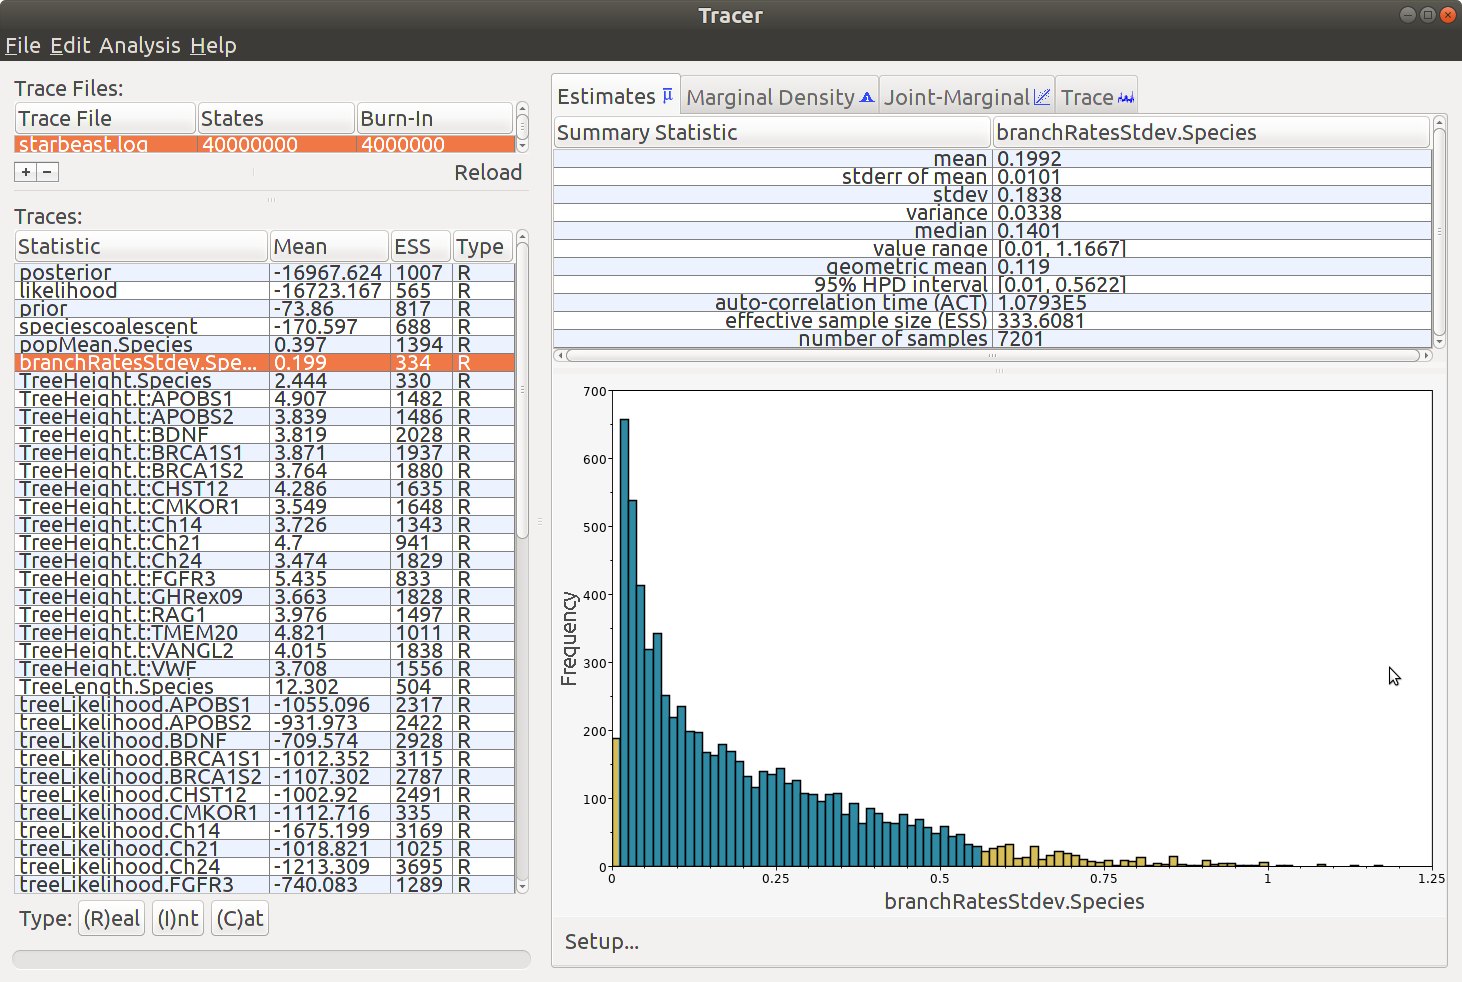 Tracer
File Edit Analysis Help
Trace Files:
Trace File States Burn-In
starbeast.log 40000000 4000000
+ − Reload
Traces:
Statistic Mean ESS Type
posterior -16967.624 1007 R
likelihood -16723.167 565 R
prior -73.86 817 R
speciescoalescent -170.597 688 R
popMean.Species 0.397 1394 R
branchRatesStdev.Spe... 0.199 334 R
TreeHeight.Species 2.444 330 R
TreeHeight.t:APOBS1 4.907 1482 R
TreeHeight.t:APOBS2 3.839 1486 R
TreeHeight.t:BDNF 3.819 2028 R
TreeHeight.t:BRCA1S1 3.871 1937 R
TreeHeight.t:BRCA1S2 3.764 1880 R
TreeHeight.t:CHST12 4.286 1635 R
TreeHeight.t:CMKOR1 3.549 1648 R
TreeHeight.t:Ch14 3.726 1343 R
TreeHeight.t:Ch21 4.7 941 R
TreeHeight.t:Ch24 3.474 1829 R
TreeHeight.t:FGFR3 5.435 833 R
TreeHeight.t:GHRex09 3.663 1828 R
TreeHeight.t:RAG1 3.976 1497 R
TreeHeight.t:TMEM20 4.821 1011 R
TreeHeight.t:VANGL2 4.015 1838 R
TreeHeight.t:VWF 3.708 1556 R
TreeLength.Species 12.302 504 R
treeLikelihood.APOBS1 -1055.096 2317 R
treeLikelihood.APOBS2 -931.973 2422 R
treeLikelihood.BDNF -709.574 2928 R
treeLikelihood.BRCA1S1 -1012.352 3115 R
treeLikelihood.BRCA1S2 -1107.302 2787 R
treeLikelihood.CHST12 -1002.92 2491 R
treeLikelihood.CMKOR1 -1112.716 335 R
treeLikelihood.Ch14 -1675.199 3169 R
treeLikelihood.Ch21 -1018.821 1025 R
treeLikelihood.Ch24 -1213.309 3695 R
treeLikelihood.FGFR3 -740.083 1289 R
Type: (R)eal (I)nt (C)at
Estimates μ Marginal Density Joint-Marginal Trace
Summary Statistic branchRatesStdev.Species
mean 0.1992
stderr of mean 0.0101
stdev 0.1838
variance 0.0338
median 0.1401
value range [0.01, 1.1667]
geometric mean 0.119
95% HPD interval [0.01, 0.5622]
auto-correlation time (ACT) 1.0793E5
effective sample size (ESS) 333.6081
number of samples 7201
700
600
500
400
300
200
100
0
Frequency
0 0.25 0.5 0.75 1 1.25
branchRatesStdev.Species
Setup...